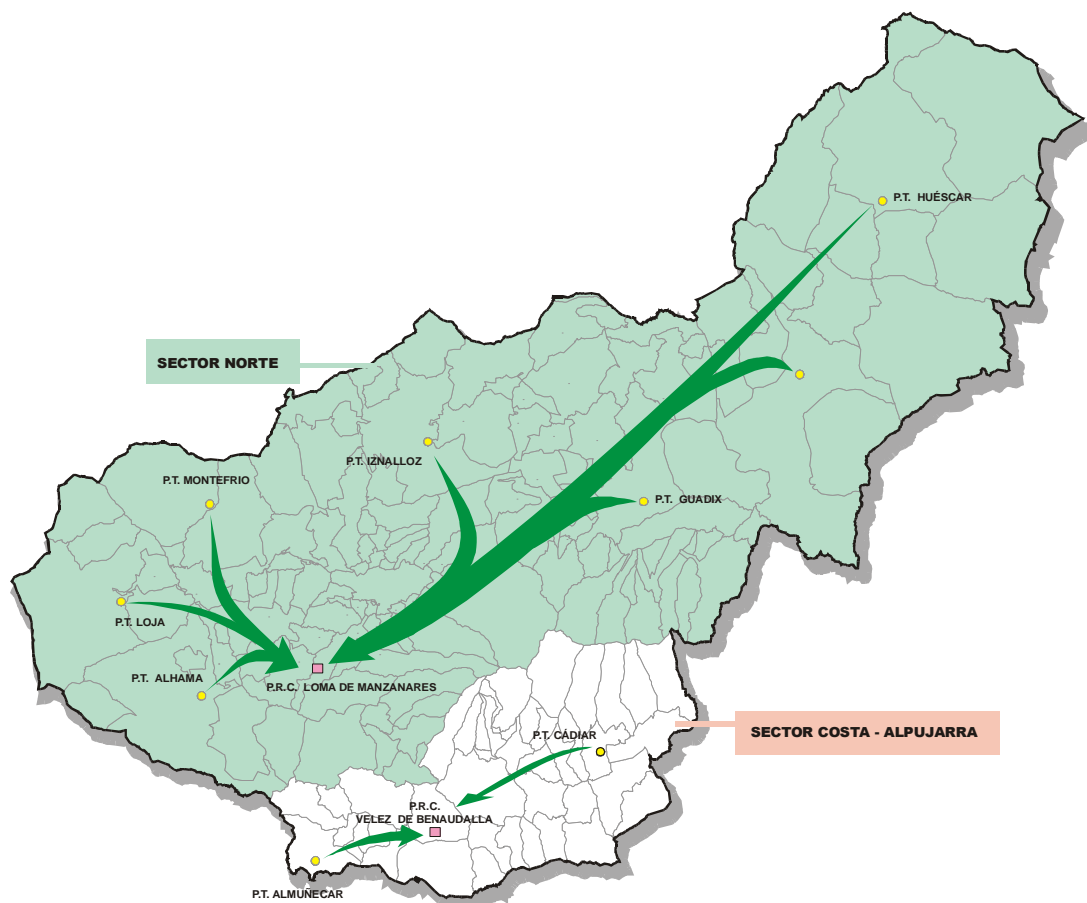 P.T. HUÉSCAR
SECTOR NORTE
P.T. IZNALLOZ
P.T. MONTEFRIO
P.T. GUADIX
P.T. LOJA
P.T. ALHAMA
P.R.C. LOMA DE MANZANARES
P.T. CÁDIAR
SECTOR COSTA - ALPUJARRA
P.R.C.
VELEZ DE BENAUDALLA
P.T. ALMUÑECAR